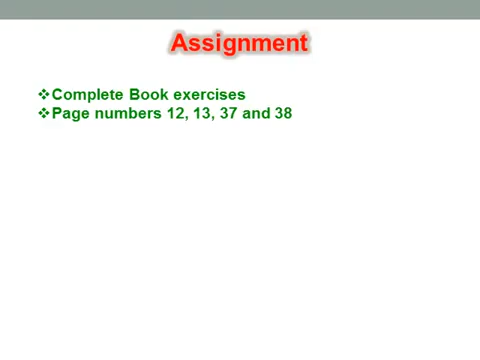 Assignment
❖Complete Book exercises
❖Page numbers 12, 13, 37 and 38